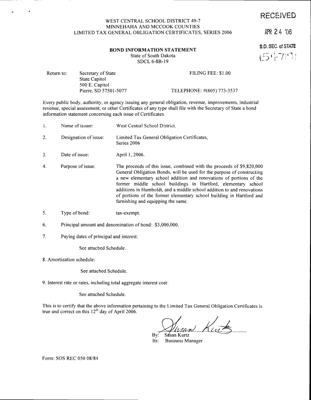 RECEIVED
APR 24 '06
S.D. SEC. of STATE
WEST CENTRAL SCHOOL DISTRICT 49-7
MINNEHAHA AND MCCOOK COUNTIES
LIMITED TAX GENERAL OBLIGATION CERTIFICATES, SERIES 2006
BOND INFORMATION STATEMENT
State of South Dakota
SDCL 6-8B-19
Return to: Secretary of State FILING FEE: $1.00
State Capitol
500 E. Capitol
Pierre, SD 57501-5077 TELEPHONE: #(605) 773-3537
Every public body, authority, or agency issuing any general obligation, revenue, improvements, industrial
revenue, special assessment, or other Certificates of any type shall file with the Secretary of State a bond
information statement concerning each issue of Certificates.
1. Name of issuer: West Central School District.
2. Designation of issue: Limited Tax General Obligation Certificates,
Series 2006
3. Date of issue: April 1, 2006.
4. Purpose of issue: The proceeds of this issue, combined with the proceeds of $9,820,000
General Obligation Bonds, will be used for the purpose of constructing
a new elementary school addition and renovations of portions of the
former middle school buildings in Hartford, elementary school
additions in Humboldt, and a middle school addition to and renovations
of portions of the former elementary school building in Hartford and
furnishing and equipping the same.
5. Type of bond: tax-exempt.
6. Principal amount and denomination of bond: $3,000,000.
7. Paying dates of principal and interest:
See attached Schedule.
8. Amortization schedule:
See attached Schedule.
9. Interest rate or rates, including total aggregate interest cost:
See attached Schedule.
This is to certify that the above information pertaining to the Limited Tax General Obligation Certificates is
true and correct on this 12th day of April 2006.
Susan Kurtz
By: Susan Kurtz
Its: Business Manager
Form: SOS REC 050 08/84